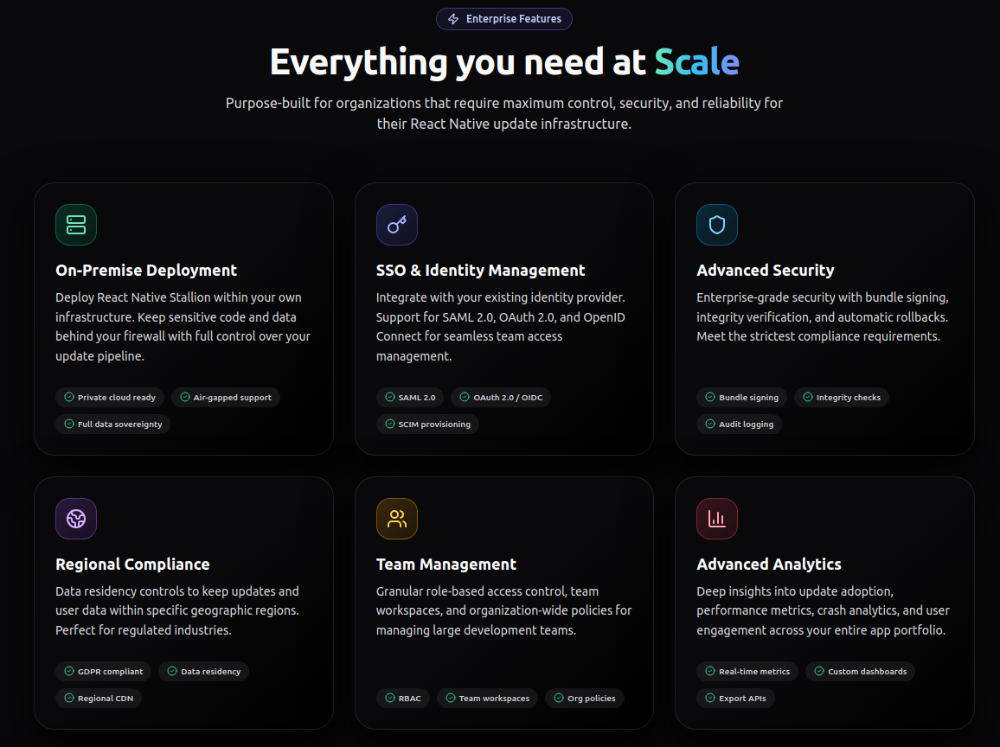 Enterprise Features
Everything you need at Scale
Purpose-built for organizations that require maximum control, security, and reliability for
their React Native update infrastructure.
On-Premise Deployment
Deploy React Native Stallion within your own
infrastructure. Keep sensitive code and data
behind your firewall with full control over your
update pipeline.
Private cloud ready
Air-gapped support
Full data sovereignty
SSO & Identity Management
Integrate with your existing identity provider.
Support for SAML 2.0, OAuth 2.0, and OpenID
Connect for seamless team access
management.
SAML 2.0
OAuth 2.0 / OIDC
SCIM provisioning
Advanced Security
Enterprise-grade security with bundle signing,
integrity verification, and automatic rollbacks.
Meet the strictest compliance requirements.
Bundle signing
Integrity checks
Audit logging
Regional Compliance
Data residency controls to keep updates and
user data within specific geographic regions.
Perfect for regulated industries.
GDPR compliant
Data residency
Regional CDN
Team Management
Granular role-based access control, team
workspaces, and organization-wide policies for
managing large development teams.
RBAC
Team workspaces
Org policies
Advanced Analytics
Deep insights into update adoption,
performance metrics, crash analytics, and user
engagement across your entire app portfolio.
Real-time metrics
Custom dashboards
Export APIs